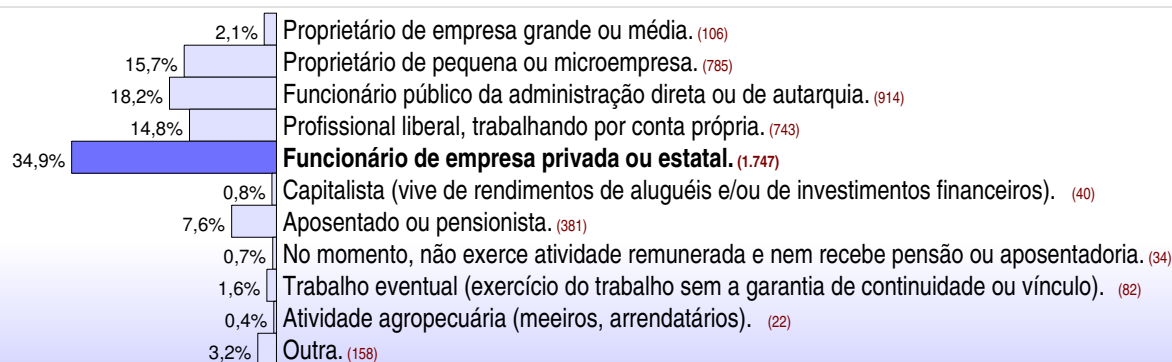 2,1% Proprietário de empresa grande ou média. (106)
15,7% Proprietário de pequena ou microempresa. (785)
18,2% Funcionário público da administração direta ou de autarquia. (914)
14,8% Profissional liberal, trabalhando por conta própria. (743)
34,9% Funcionário de empresa privada ou estatal. (1.747)
0,8% Capitalista (vive de rendimentos de aluguéis e/ou de investimentos financeiros). (40)
7,6% Aposentado ou pensionista. (381)
0,7% No momento, não exerce atividade remunerada e nem recebe pensão ou aposentadoria. (34)
1,6% Trabalho eventual (exercício do trabalho sem a garantia de continuidade ou vínculo). (82)
0,4% Atividade agropecuária (meeiros, arrendatários). (22)
3,2% Outra. (158)